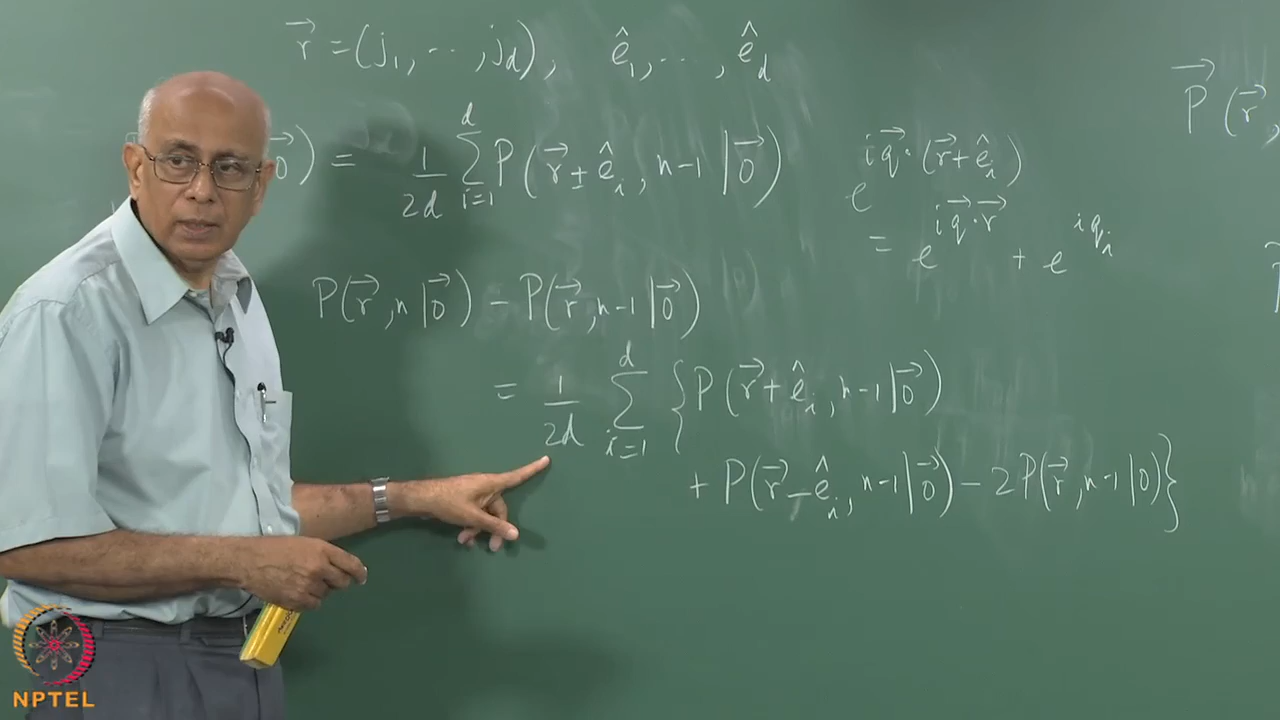 r⃗ = (j₁, ..., j_d), ê₁, ..., ê_d
0⃗) = 1/2d Σ_{i=1}^{d} P(r⃗ ± ê_i, n-1 | 0⃗)
e^{iq⃗·(r⃗+ê_i)}
= e^{iq⃗·r⃗} + e^{iq_i}
P(r⃗, n | 0⃗) - P(r⃗, n-1 | 0⃗)
= 1/2d Σ_{i=1}^{d} { P(r⃗ + ê_i, n-1 | 0⃗)
+ P(r⃗ - ê_i, n-1 | 0⃗) - 2P(r⃗, n-1 | 0) }
P⃗(r⃗,
NPTEL